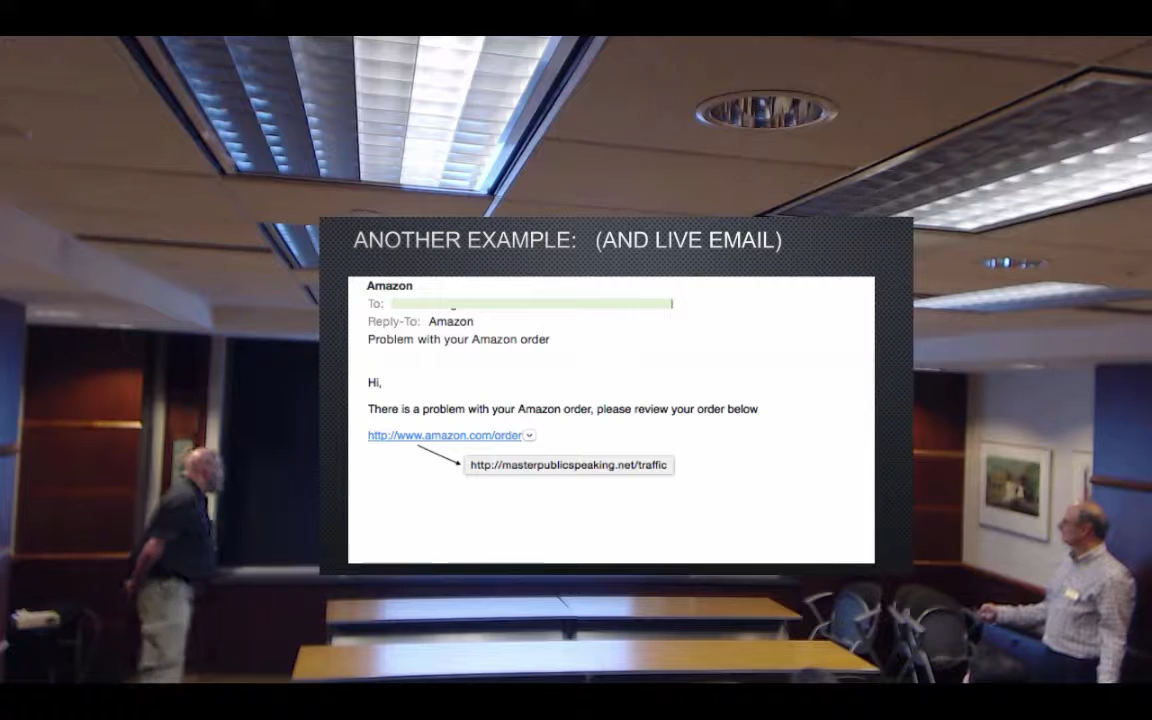 ANOTHER EXAMPLE: (AND LIVE EMAIL)
Amazon
To:
Reply-To: Amazon
Problem with your Amazon order
Hi,
There is a problem with your Amazon order, please review your order below
http://www.amazon.com/order
http://masterpublicspeaking.net/traffic